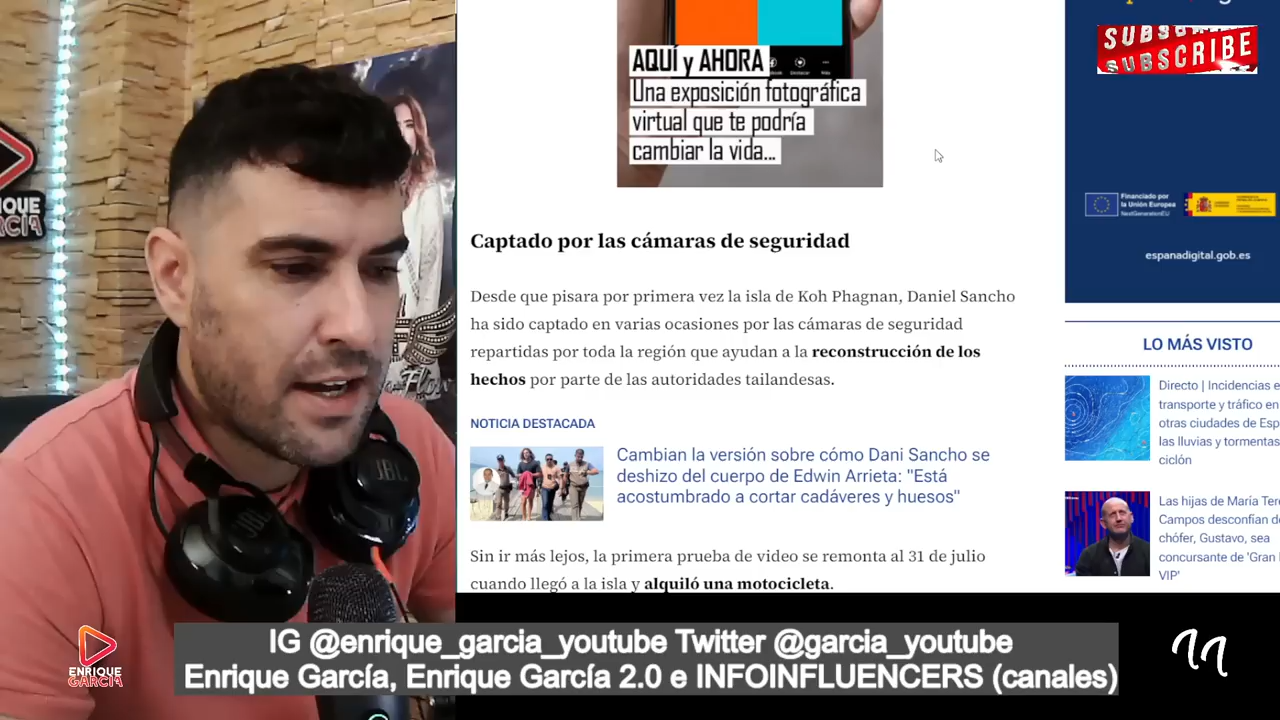 SUBSCRIBE
SUBSCRIBE
AQUÍ y AHORA
Una exposición fotográfica
virtual que te podría
cambiar la vida...
Financiado por
la Unión Europea
NextGenerationEU
espanadigital.gob.es
Captado por las cámaras de seguridad
Desde que pisara por primera vez la isla de Koh Phagnan, Daniel Sancho
ha sido captado en varias ocasiones por las cámaras de seguridad
repartidas por toda la región que ayudan a la reconstrucción de los
hechos por parte de las autoridades tailandesas.
NOTICIA DESTACADA
Cambian la versión sobre cómo Dani Sancho se
deshizo del cuerpo de Edwin Arrieta: "Está
acostumbrado a cortar cadáveres y huesos"
Sin ir más lejos, la primera prueba de video se remonta al 31 de julio
cuando llegó a la isla y alquiló una motocicleta.
LO MÁS VISTO
Directo | Incidencias e
transporte y tráfico en
otras ciudades de Esp
las lluvias y tormentas
ciclón
Las hijas de María Tere
Campos desconfían de
chófer, Gustavo, sea
concursante de 'Gran
VIP'
IQUE
CÍA
JBL
JBL
IG @enrique_garcia_youtube Twitter @garcia_youtube
Enrique García, Enrique García 2.0 e INFOINFLUENCERS (canales)
ENRIQUE
GARCÍA